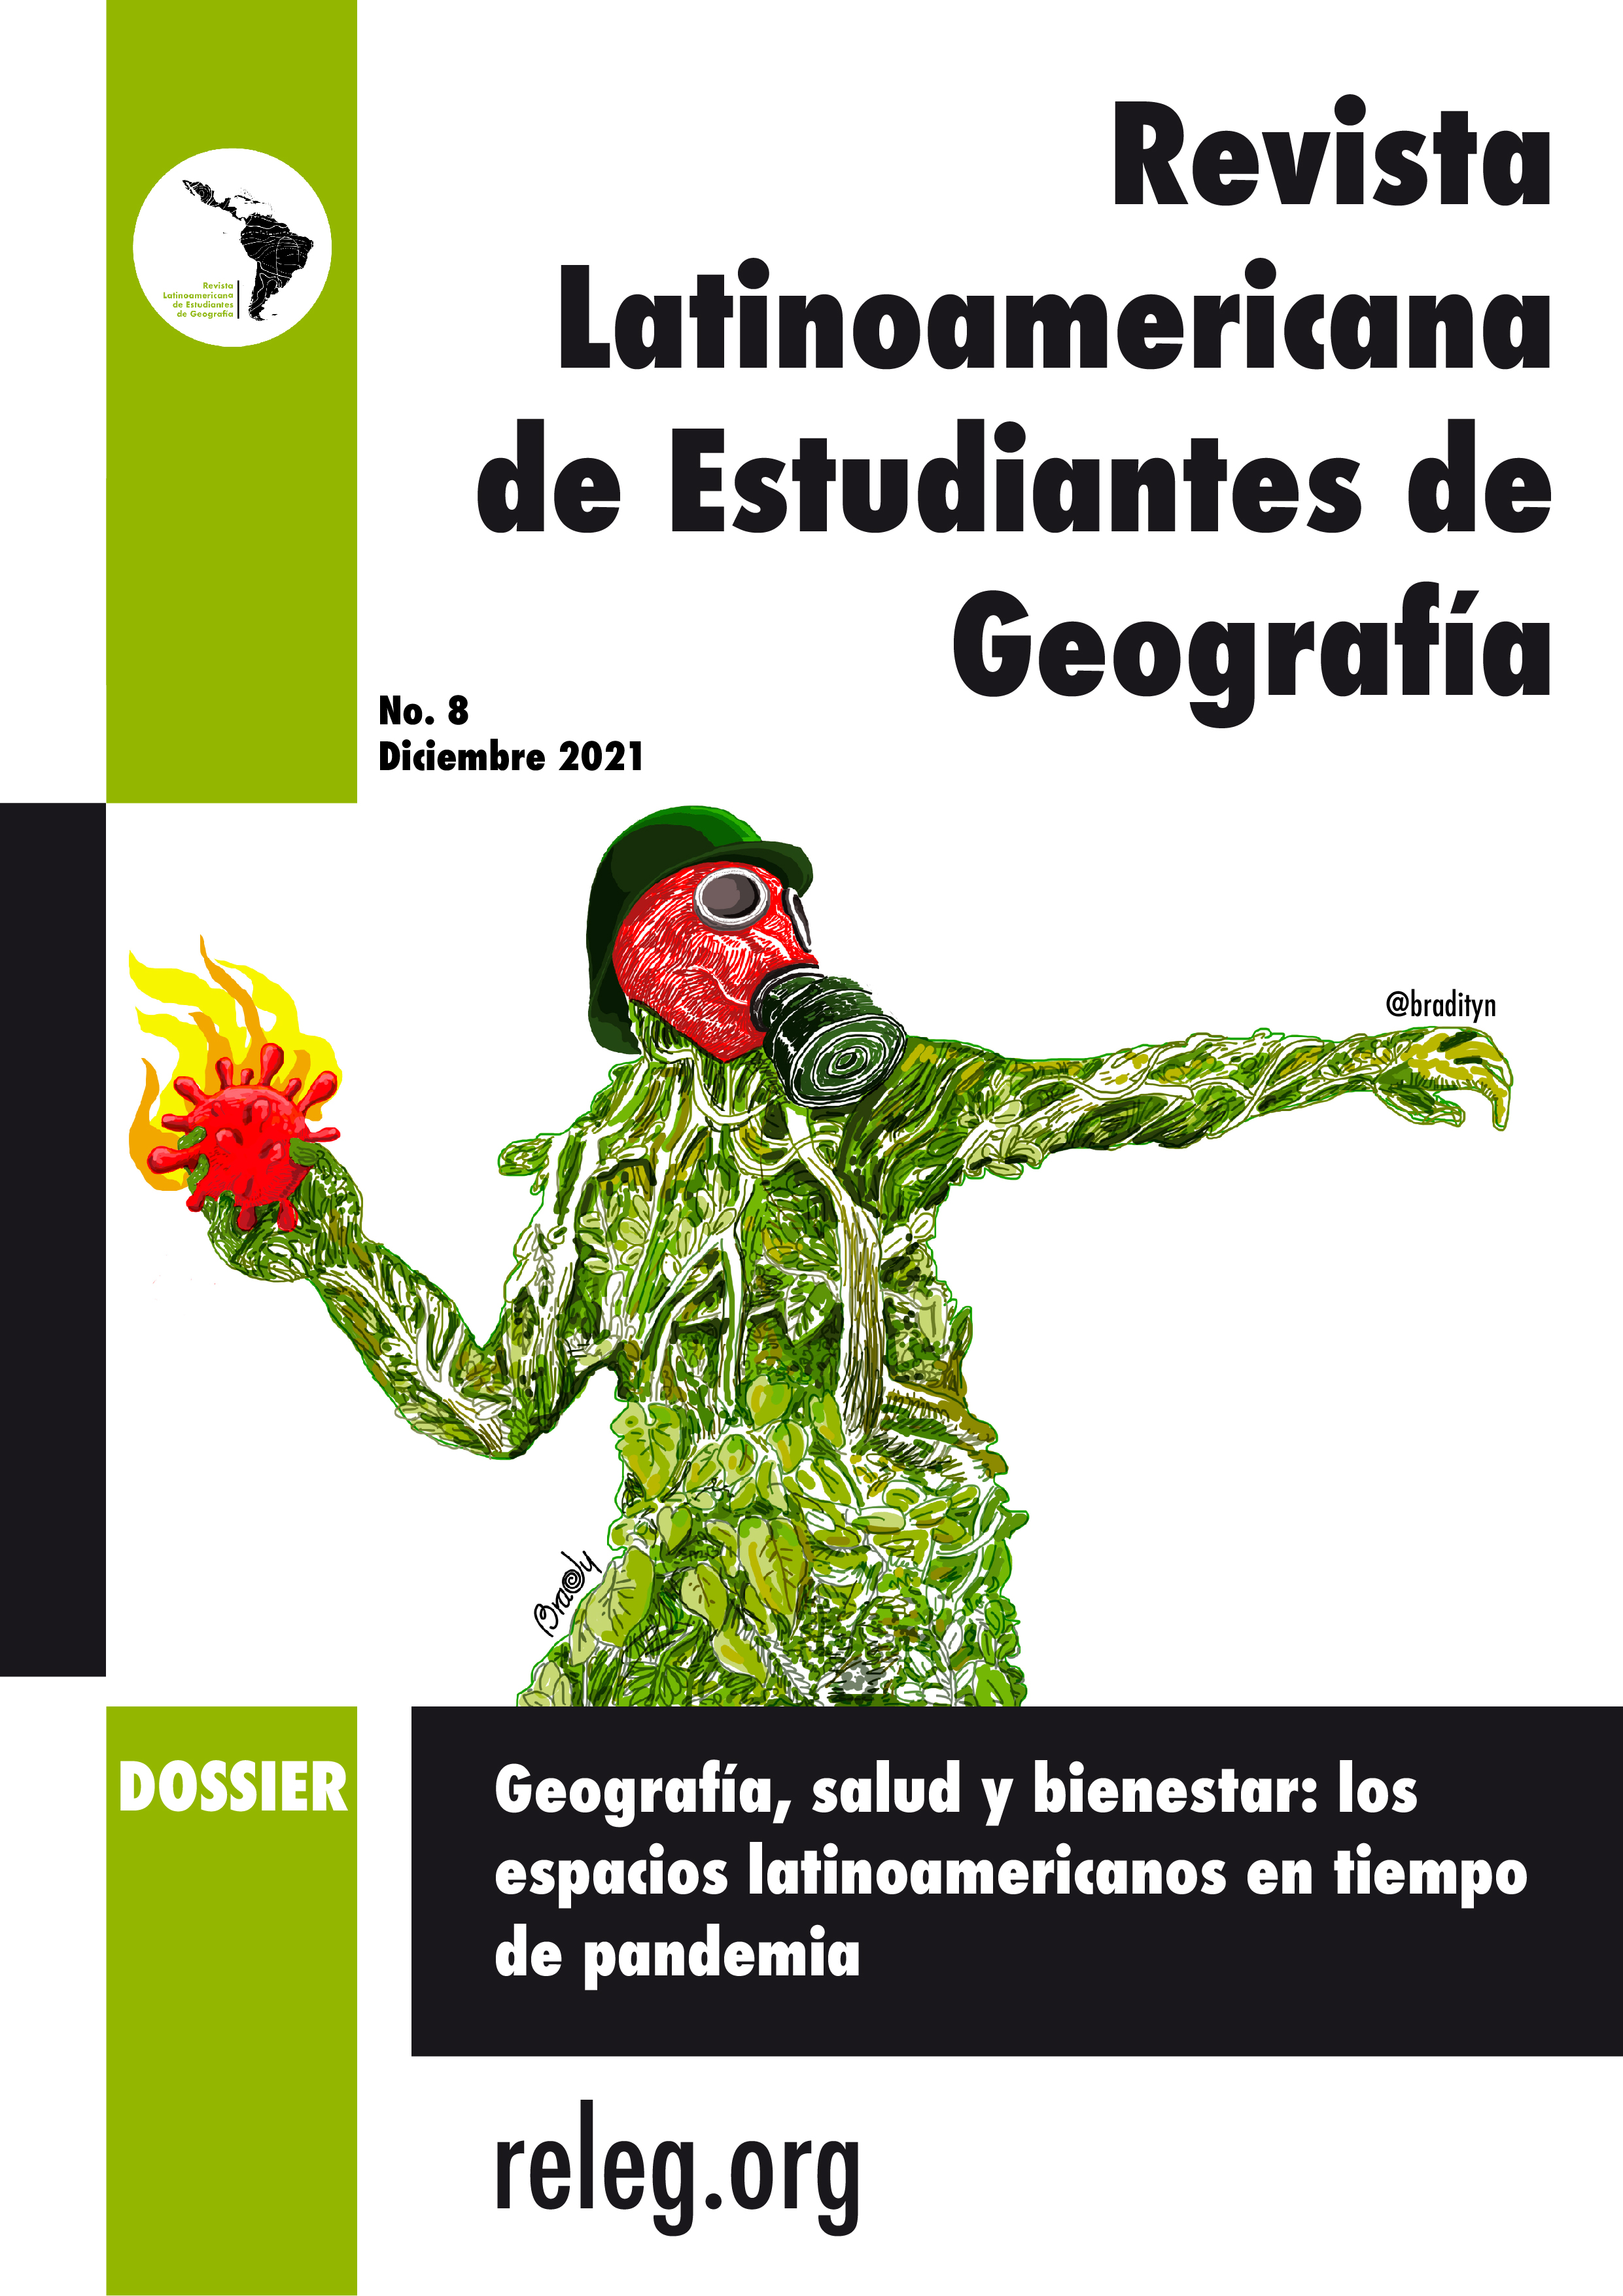 Revista
Latinoamericana
de Estudiantes de
Geografía
Revista
Latinoamericana
de Estudiantes
de Geografía
No. 8
Diciembre 2021
@bradityn
Brady
DOSSIER
Geografía, salud y bienestar: los
espacios latinoamericanos en tiempo
de pandemia
releg.org